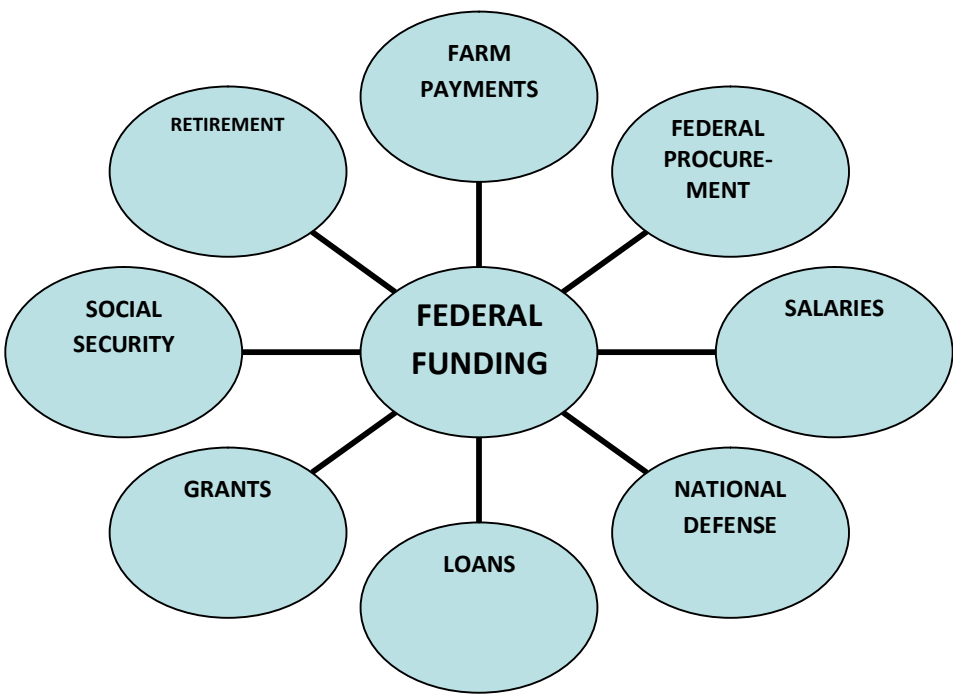 FARM
PAYMENTS
RETIREMENT
FEDERAL
PROCURE-
MENT
SOCIAL
SECURITY
FEDERAL
FUNDING
SALARIES
GRANTS
LOANS
NATIONAL
DEFENSE